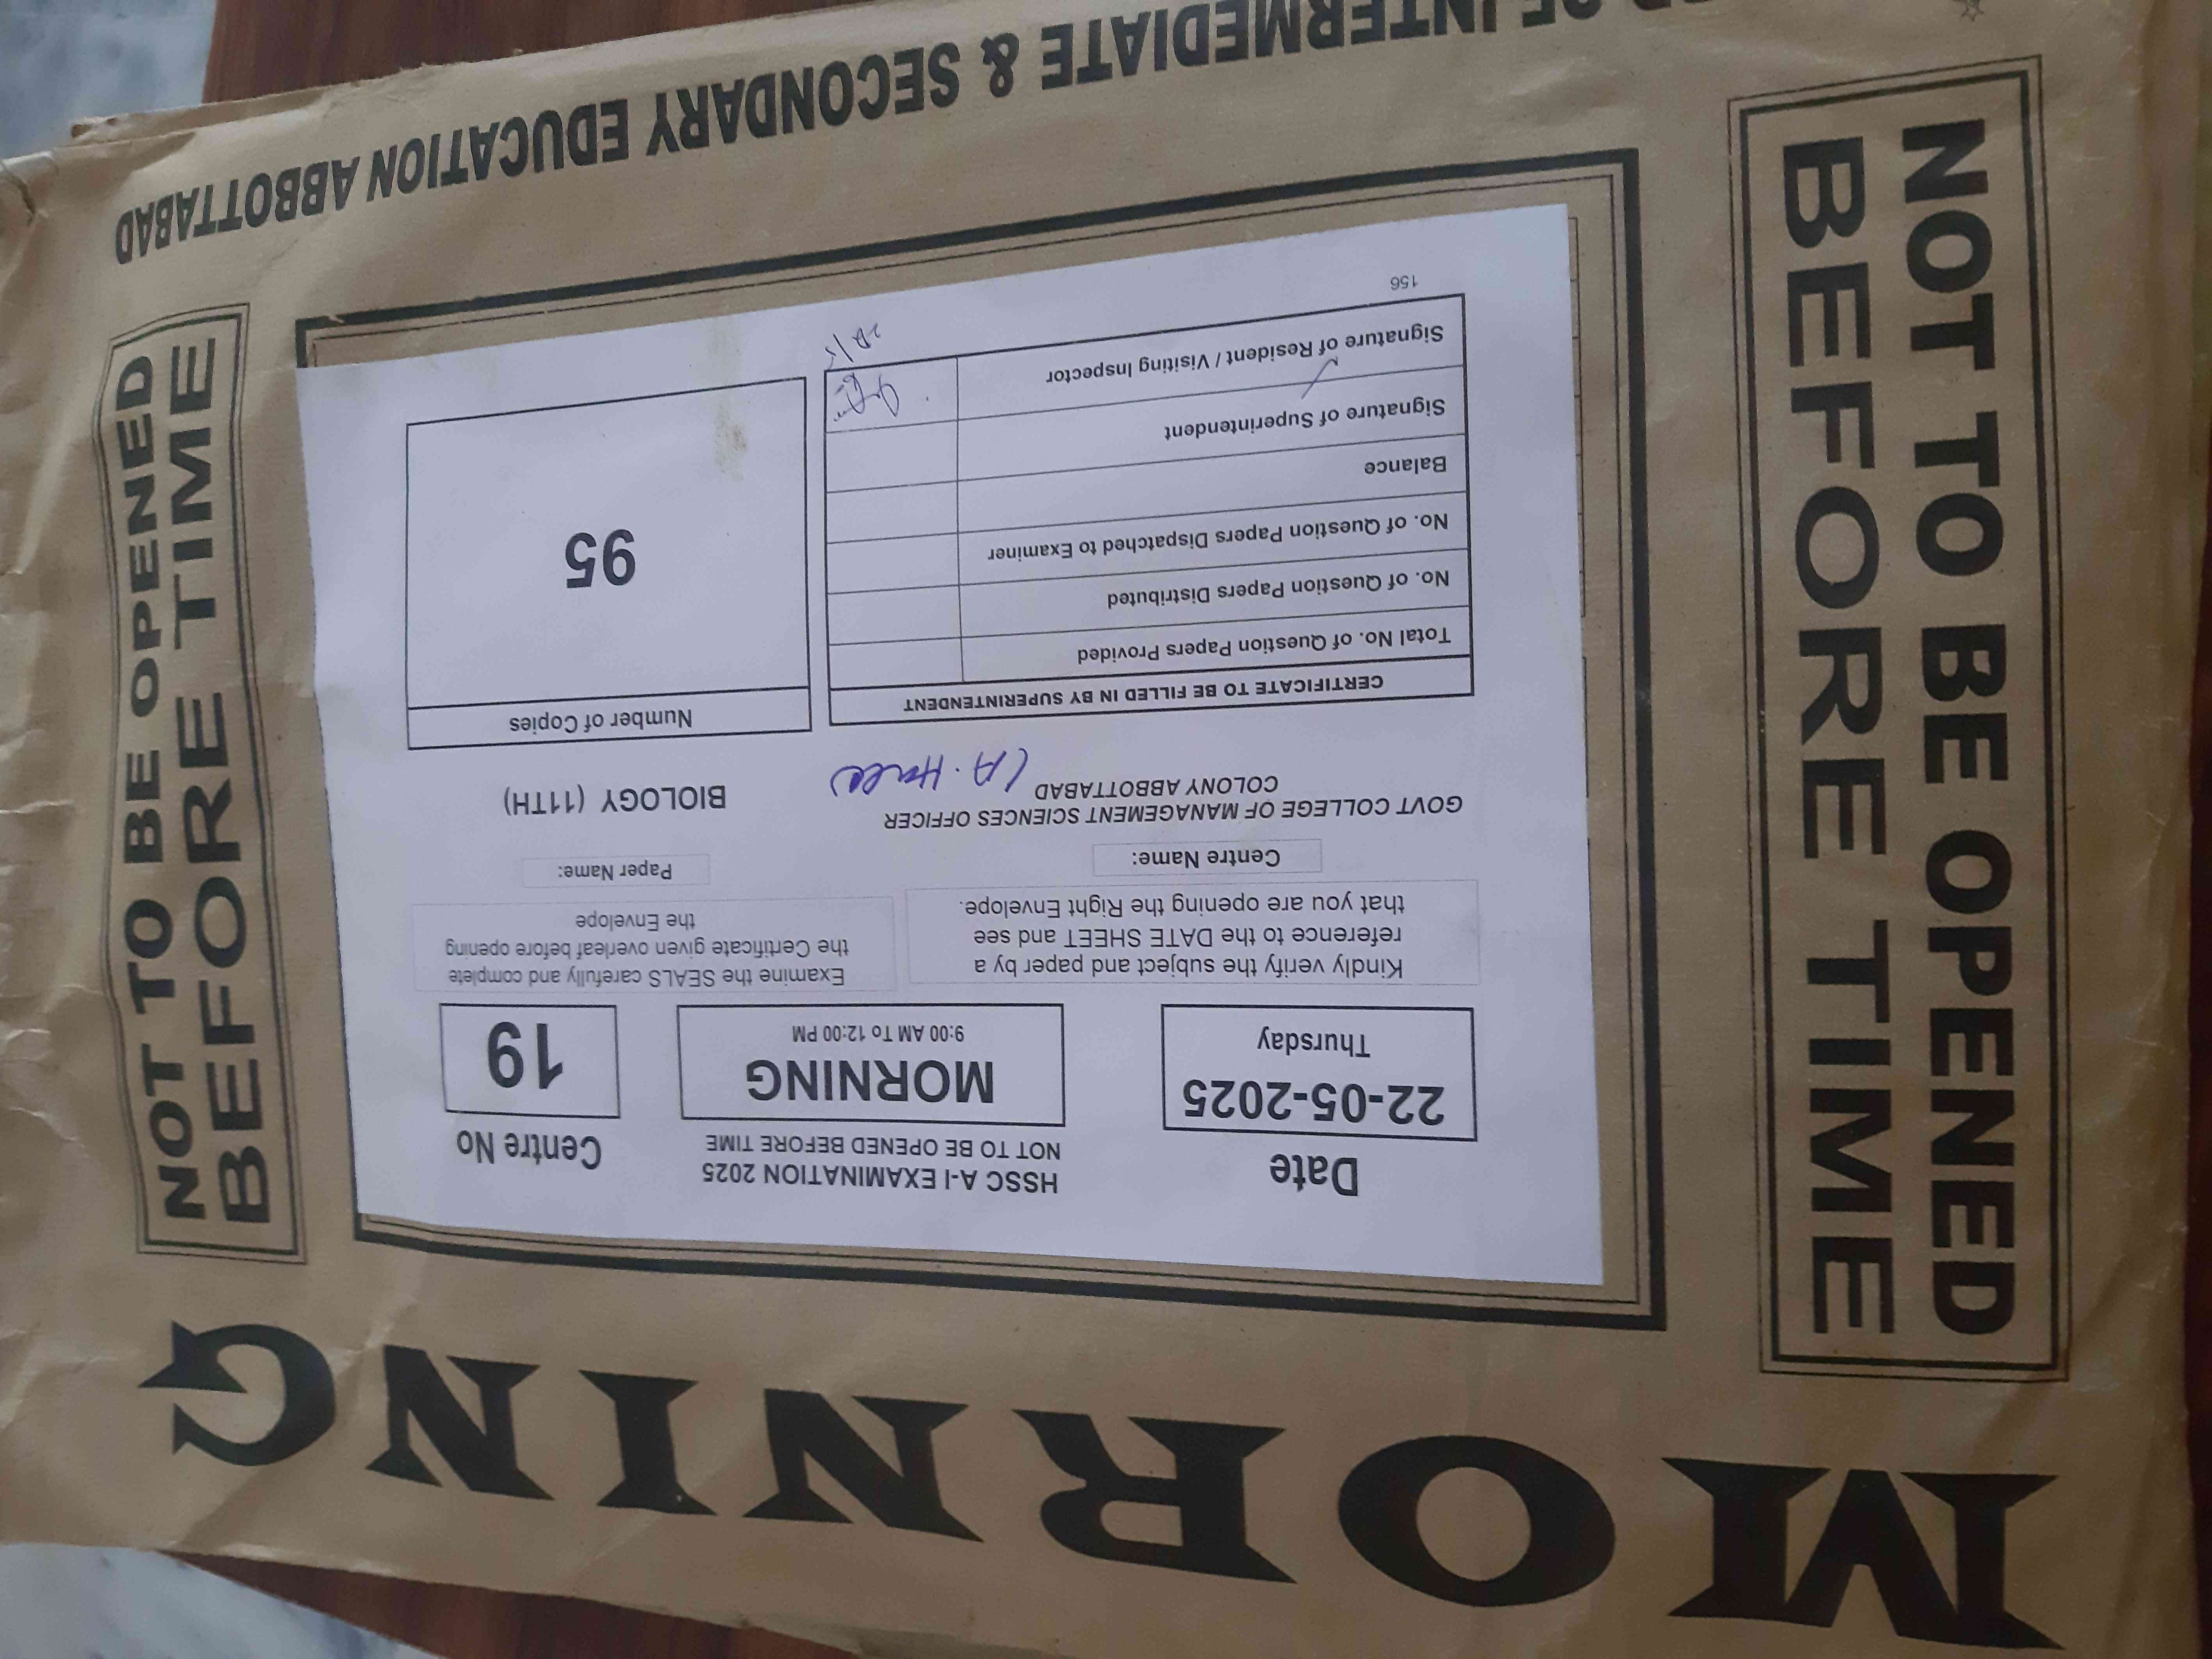 OF INTERMEDIATE & SECONDARY EDUCATION ABBOTTABAD
MORNING
NOT TO BE OPENED
BEFORE TIME
NOT TO BE OPENED
BEFORE TIME
Date
22-05-2025
Thursday
HSSC A-I EXAMINATION 2025
NOT TO BE OPENED BEFORE TIME
MORNING
9:00 AM To 12:00 PM
Centre No
19
Kindly verify the subject and paper by a
reference to the DATE SHEET and see
that you are opening the Right Envelope.
Examine the SEALS carefully and complete
the Certificate given overleaf before opening
the Envelope
Centre Name:
GOVT COLLEGE OF MANAGEMENT SCIENCES OFFICER
COLONY ABBOTTABAD
Paper Name:
BIOLOGY (11TH)
CERTIFICATE TO BE FILLED IN BY SUPERINTENDENT
Total No. of Question Papers Provided
No. of Question Papers Distributed
No. of Question Papers Dispatched to Examiner
Balance
Signature of Superintendent
Signature of Resident / Visiting Inspector
156
Number of Copies
95